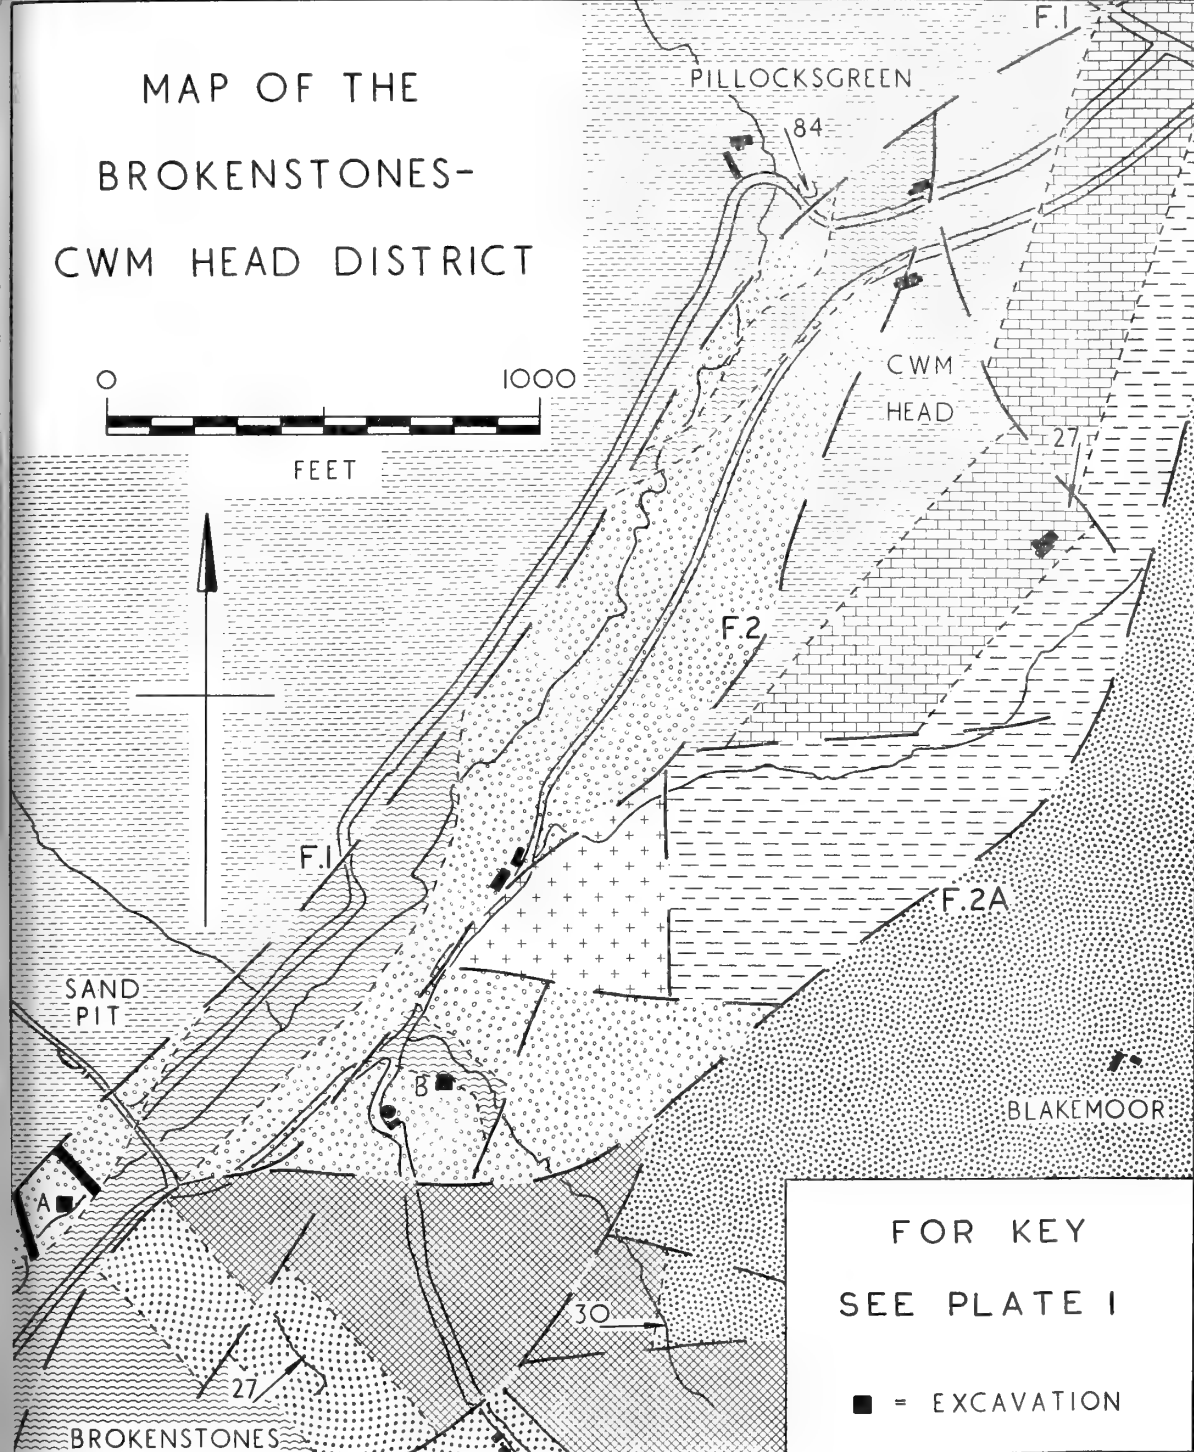 MAP OF THE
BROKENSTONES-
CWM HEAD DISTRICT
0 1000
FEET
F.1
PILLOCKSGREEN
84
CWM
HEAD
27
F.2
F.1
F.2A
SAND
PIT
B
BLAKEMOOR
A
30
27
BROKENSTONES
FOR KEY
SEE PLATE 1
■ = EXCAVATION